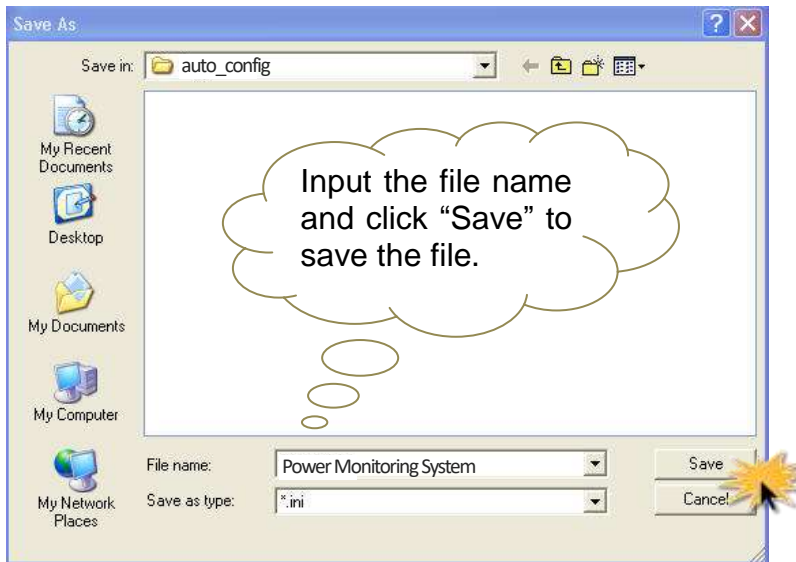 Save As
Save in: auto_config
My Recent
Documents
Desktop
My Documents
My Computer
My Network
Places
Input the file name
and click “Save” to
save the file.
File name: Power Monitoring System Save
Save as type: *.ini Cancel